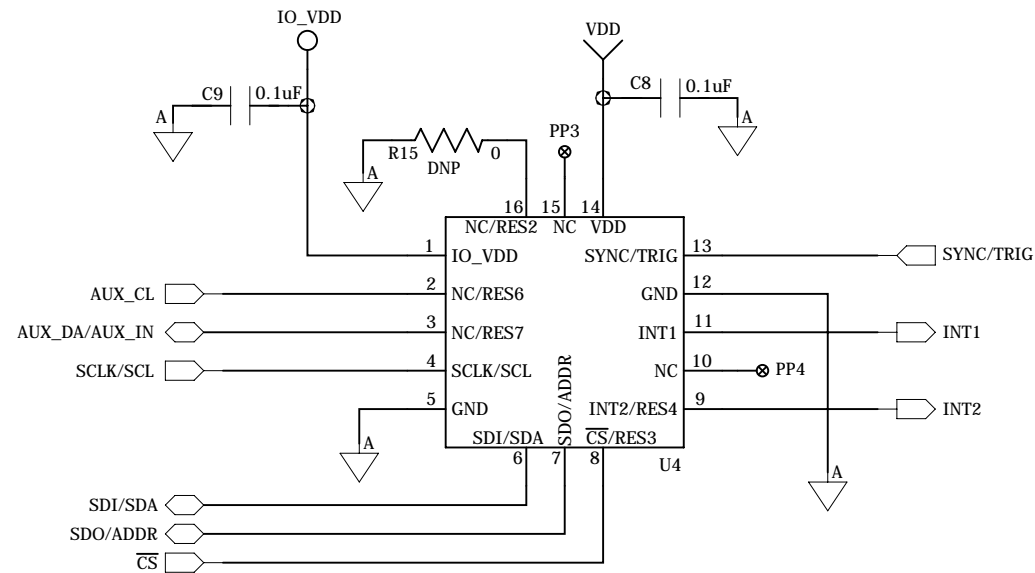 IO_VDD
VDD
C9
0.1uF
C8
0.1uF
A
A
PP3
R15
0
DNP
A
16
15
14
NC/RES2
NC
VDD
1
IO_VDD
SYNC/TRIG
13
SYNC/TRIG
AUX_CL
2
NC/RES6
GND
12
AUX_DA/AUX_IN
3
NC/RES7
INT1
11
INT1
SCLK/SCL
4
SCLK/SCL
NC
10
PP4
5
GND
SDO/ADDR
INT2/RES4
9
INT2
A
SDI/SDA
C̅S̅/RES3
6
7
8
U4
A
SDI/SDA
SDO/ADDR
C̅S̅